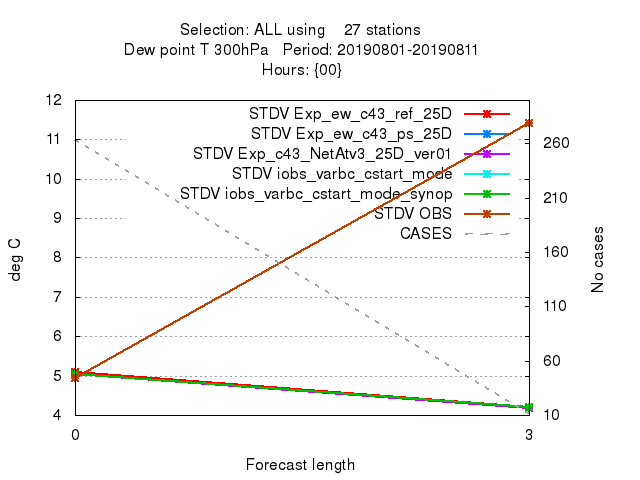 Selection: ALL using    27 stations
Dew point T 300hPa   Period: 20190801-20190811
Hours: {00}
STDV Exp_ew_c43_ref_25D
STDV Exp_ew_c43_ps_25D
STDV Exp_c43_NetAtv3_25D_ver01
STDV iobs_varbc_cstart_mode
STDV iobs_varbc_cstart_mode_synop
STDV OBS
CASES
12
11
10
9
8
7
6
5
4
deg C
260
210
160
110
60
10
No cases
0
3
Forecast length